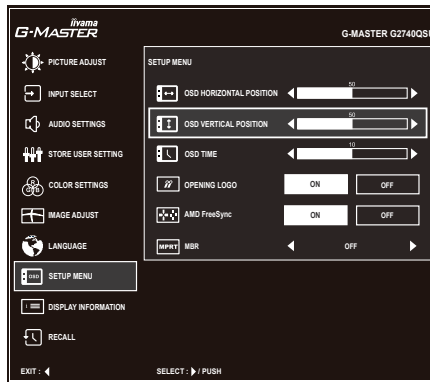 iiyama
G-MASTER
G-MASTER G2740QSU
PICTURE ADJUST
INPUT SELECT
AUDIO SETTINGS
STORE USER SETTING
R
G B
COLOR SETTINGS
IMAGE ADJUST
LANGUAGE
OSD
SETUP MENU
i
DISPLAY INFORMATION
RECALL
SETUP MENU
OSD HORIZONTAL POSITION
50
OSD VERTICAL POSITION
50
OSD TIME
10
OPENING LOGO
ON
OFF
AMD FreeSync
ON
OFF
MPRT
MBR
OFF
EXIT :
SELECT : / PUSH